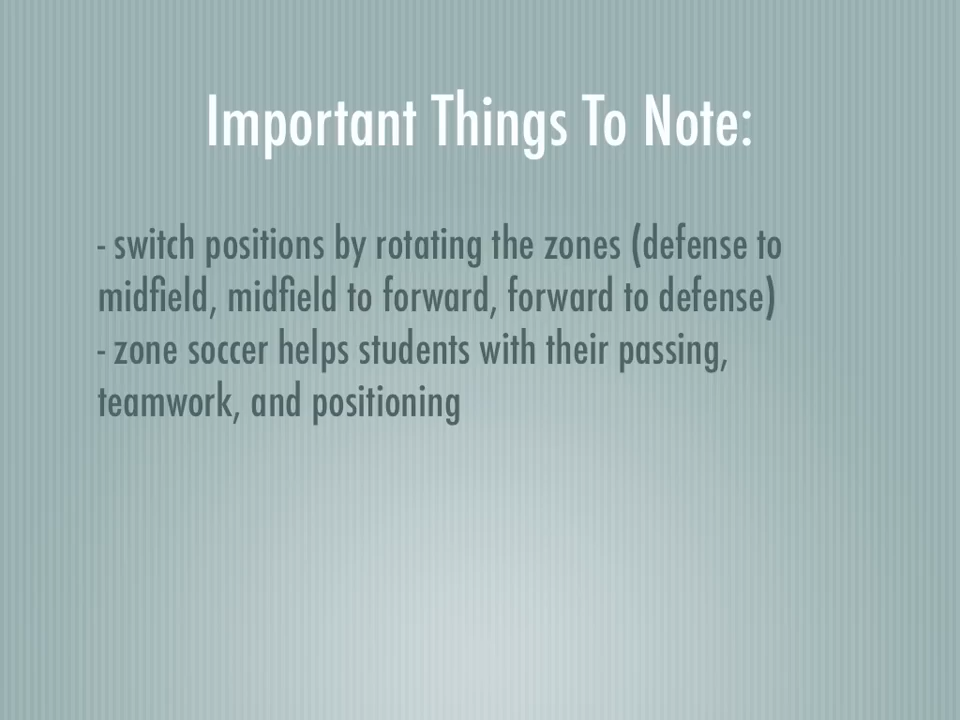 Important Things To Note:
- switch positions by rotating the zones (defense to
midfield, midfield to forward, forward to defense)
- zone soccer helps students with their passing,
teamwork, and positioning